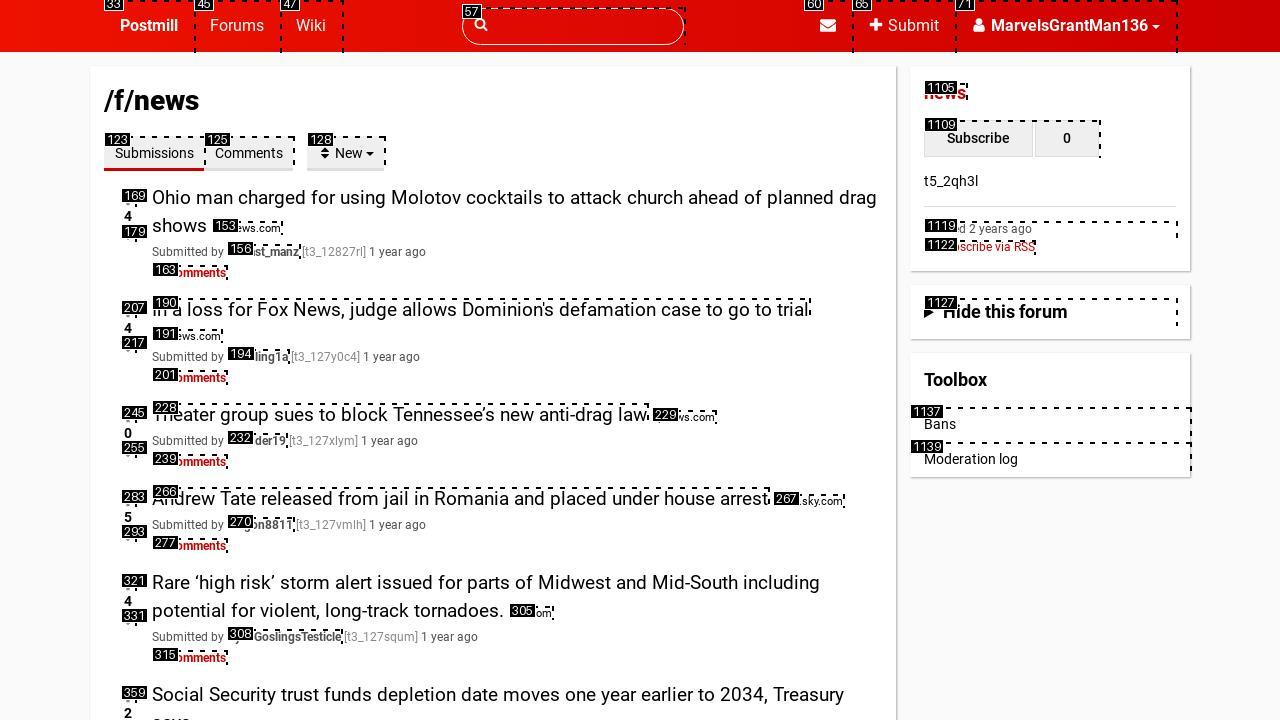 33 45 47 57 60 65 71
Postmill Forums Wiki Submit MarvelsGrantMan136
/f/news
123 125 128
Submissions Comments New
169 Ohio man charged for using Molotov cocktails to attack church ahead of planned drag
4 shows 153 ews.com
179
Submitted by 156 st_manz [t3_12827rl] 1 year ago
163 omments
207 190 In a loss for Fox News, judge allows Dominion's defamation case to go to trial
4 191 ews.com
217
Submitted by 194 ling1a [t3_127y0c4] 1 year ago
201 omments
245 228 Theater group sues to block Tennessee's new anti-drag law 229 ws.com
0
255 Submitted by 232 der19 [t3_127xlym] 1 year ago
239 omments
283 266 Andrew Tate released from jail in Romania and placed under house arrest 267 .sky.com
5
293 Submitted by 270 on8811 [t3_127vmlh] 1 year ago
277 omments
321 Rare ‘high risk’ storm alert issued for parts of Midwest and Mid-South including
4 potential for violent, long-track tornadoes. 305 om
331
Submitted by 308 GoslingsTesticle [t3_127squm] 1 year ago
315 omments
359 Social Security trust funds depletion date moves one year earlier to 2034, Treasury
2
1105 news
1109
Subscribe 0
t5_2qh3l
1119 d 2 years ago
1122 scribe via RSS
1127
Hide this forum
Toolbox
1137
Bans
1139
Moderation log